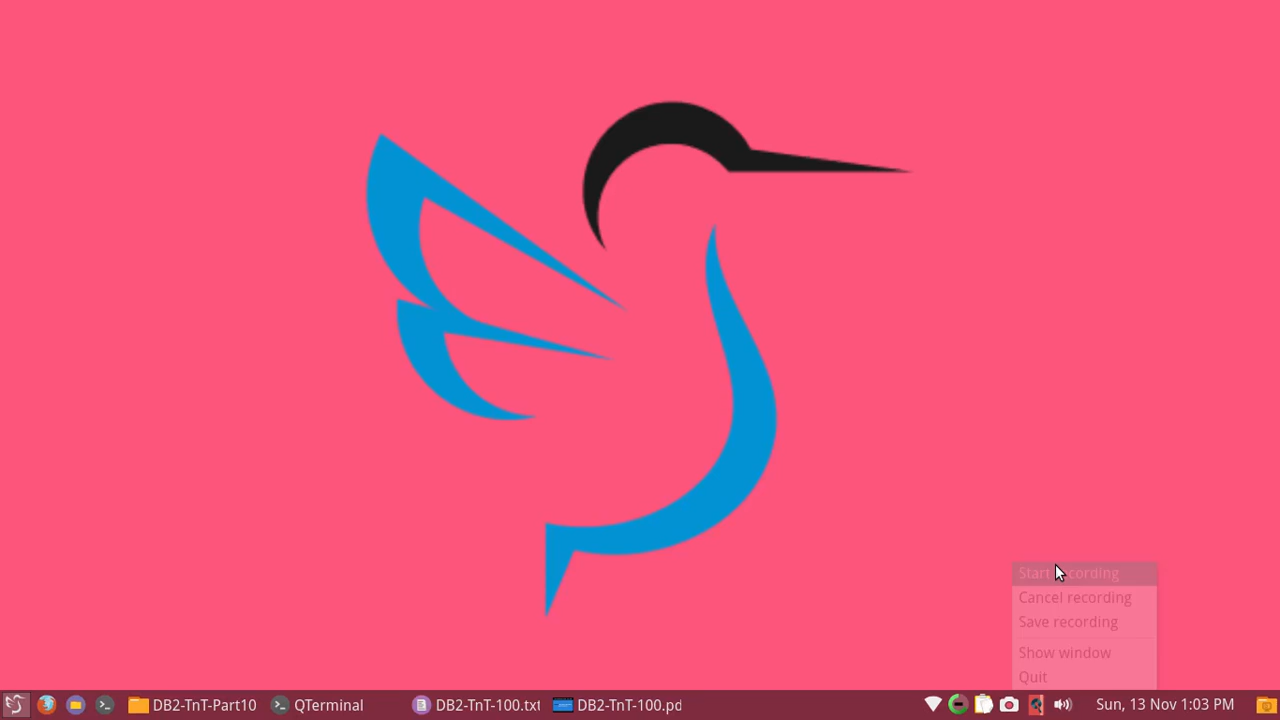 Start recording
Cancel recording
Save recording
Show window
Quit
DB2-TnT-Part10
QTerminal
DB2-TnT-100.txt
DB2-TnT-100.pd
Sun, 13 Nov 1:03 PM